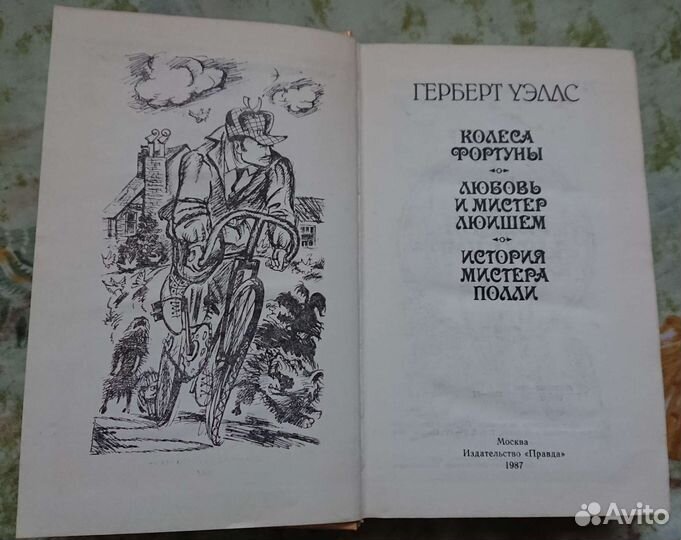 ГЕРБЕРТ УЭЛЛС
КОЛЕСА
ФОРТУНЫ
ЛЮБОВЬ
И МИСТЕР
ЛЮИШЕМ
ИСТОРИЯ
МИСТЕРА
ПОЛЛИ
Москва
Издательство «Правда»
1987
Avito